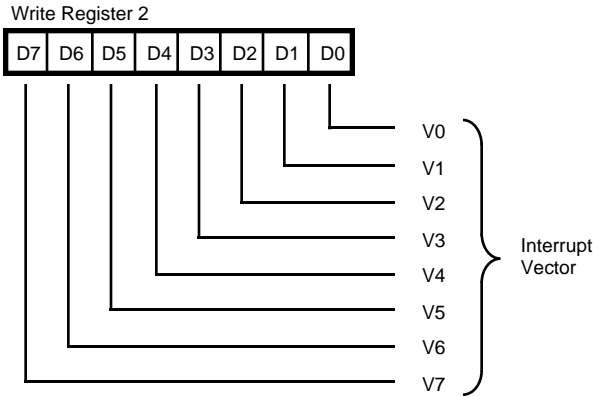 Write Register 2
D7 D6 D5 D4 D3 D2 D1 D0
V0
V1
V2
V3
V4
V5
V6
V7
Interrupt
Vector